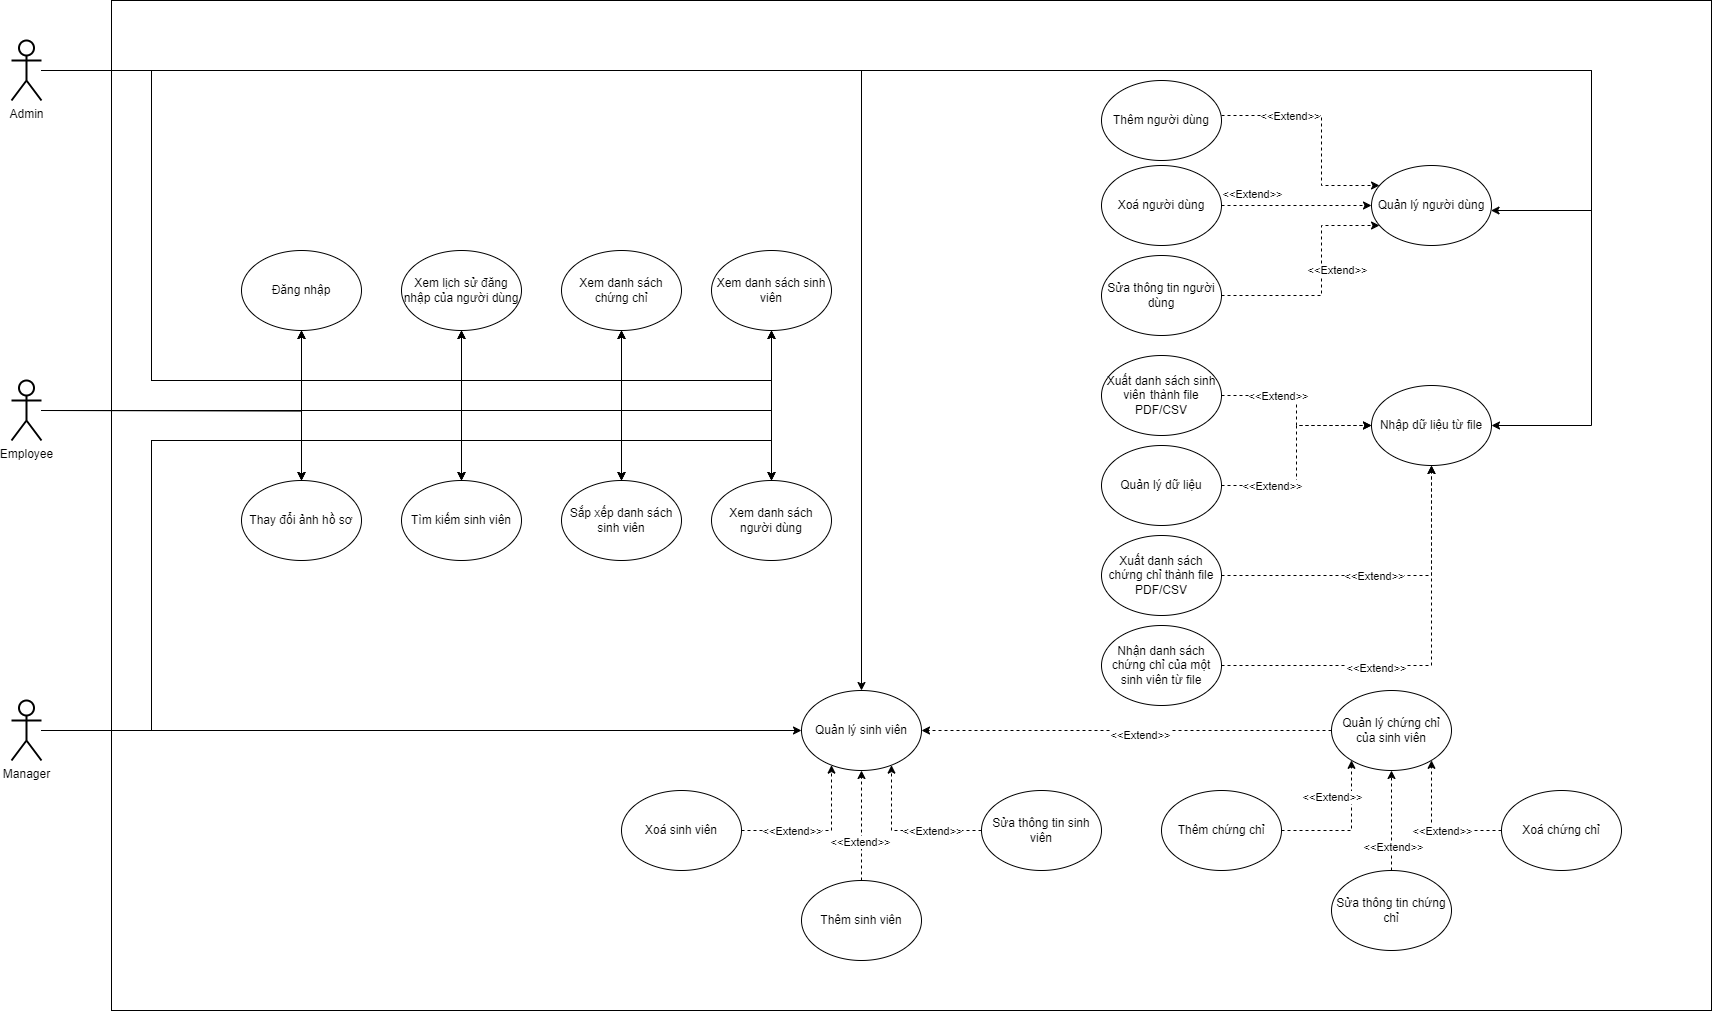 Admin
Thêm người dùng
<<Extend>>
Xoá người dùng
<<Extend>>
Quản lý người dùng
Sửa thông tin người
dùng
<<Extend>>
Đăng nhập
Xem lịch sử đăng
nhập của người dùng
Xem danh sách
chứng chỉ
Xem danh sách sinh
viên
Employee
Xuất danh sách sinh
viên thành file
PDF/CSV
<<Extend>>
Nhập dữ liệu từ file
Quản lý dữ liệu
<<Extend>>
Thay đổi ảnh hồ sơ
Tìm kiếm sinh viên
Sắp xếp danh sách
sinh viên
Xem danh sách
người dùng
Xuất danh sách
chứng chỉ thành file
PDF/CSV
<<Extend>>
Nhận danh sách
chứng chỉ của một
sinh viên từ file
<<Extend>>
Manager
Quản lý sinh viên
<<Extend>>
Quản lý chứng chỉ
của sinh viên
Xoá sinh viên
<<Extend>>
<<Extend>>
<<Extend>>
Sửa thông tin sinh
viên
Thêm sinh viên
Thêm chứng chỉ
<<Extend>>
<<Extend>>
<<Extend>>
Xoá chứng chỉ
Sửa thông tin chứng
chỉ